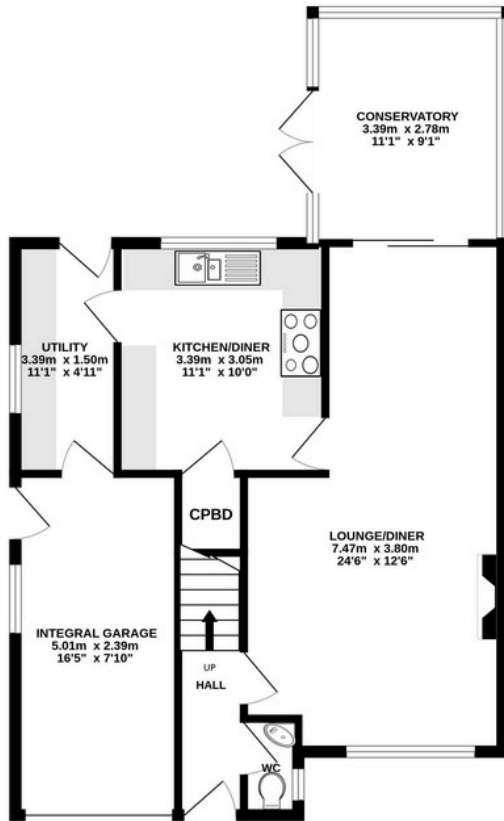 CONSERVATORY
3.39m x 2.78m
11'1" x 9'1"
UTILITY
3.39m x 1.50m
11'1" x 4'11"
KITCHEN/DINER
3.39m x 3.05m
11'1" x 10'0"
CPBD
LOUNGE/DINER
7.47m x 3.80m
24'6" x 12'6"
INTEGRAL GARAGE
5.01m x 2.39m
16'5" x 7'10"
UP
HALL
WC